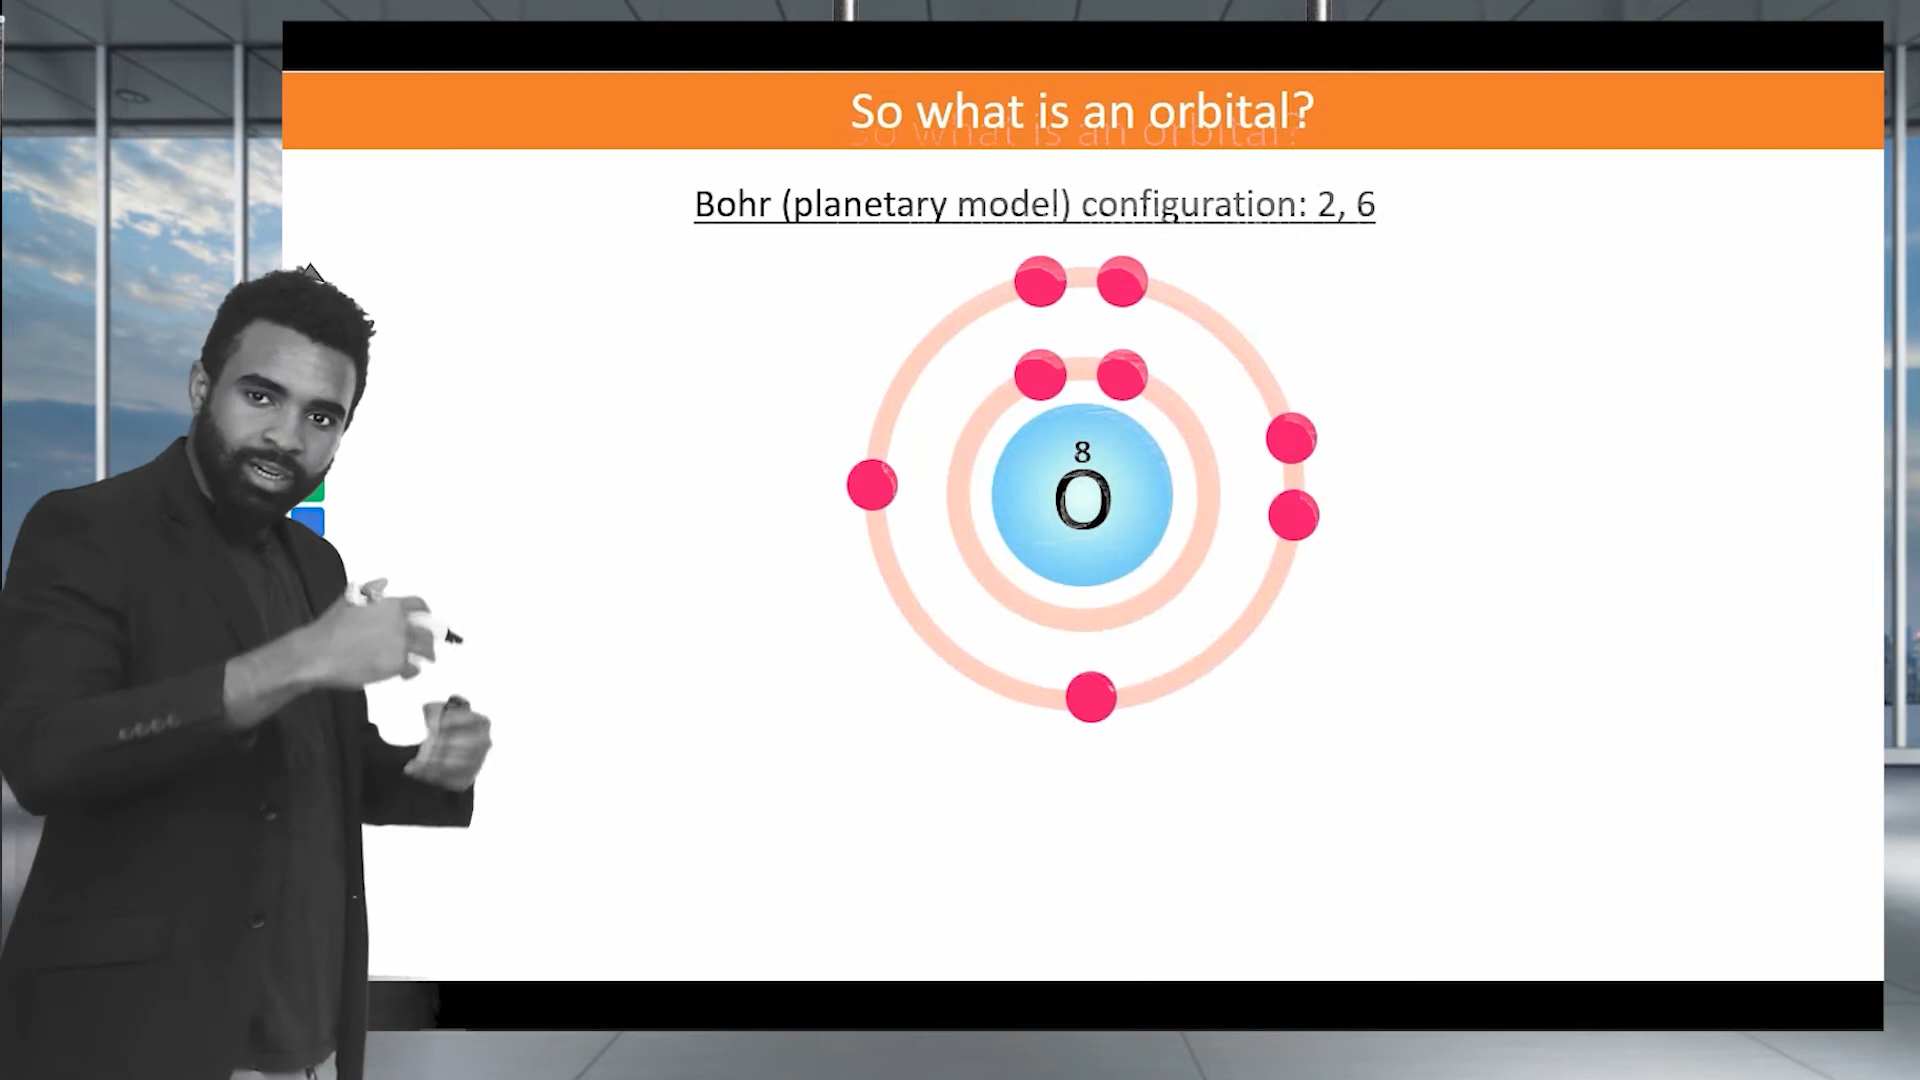 So what is an orbital?
Bohr (planetary model) configuration: 2, 6
8
O